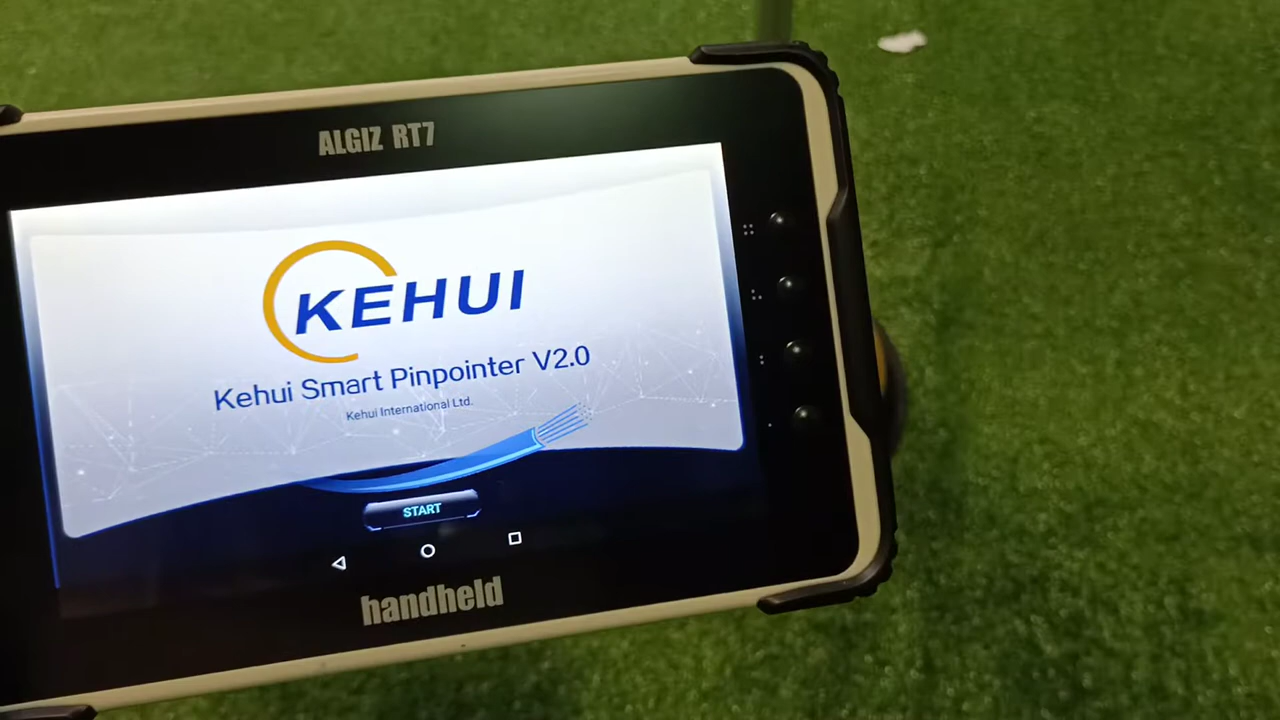 ALGIZ RT7
KEHUI
Kehui Smart Pinpointer V2.0
Kehui International Ltd.
START
handheld